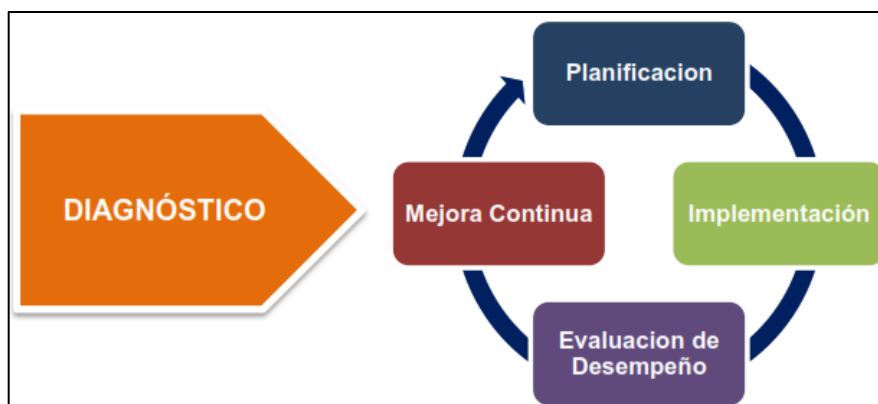 DIAGNÓSTICO
Planificacion
Implementación
Evaluacion de
Desempeño
Mejora Continua